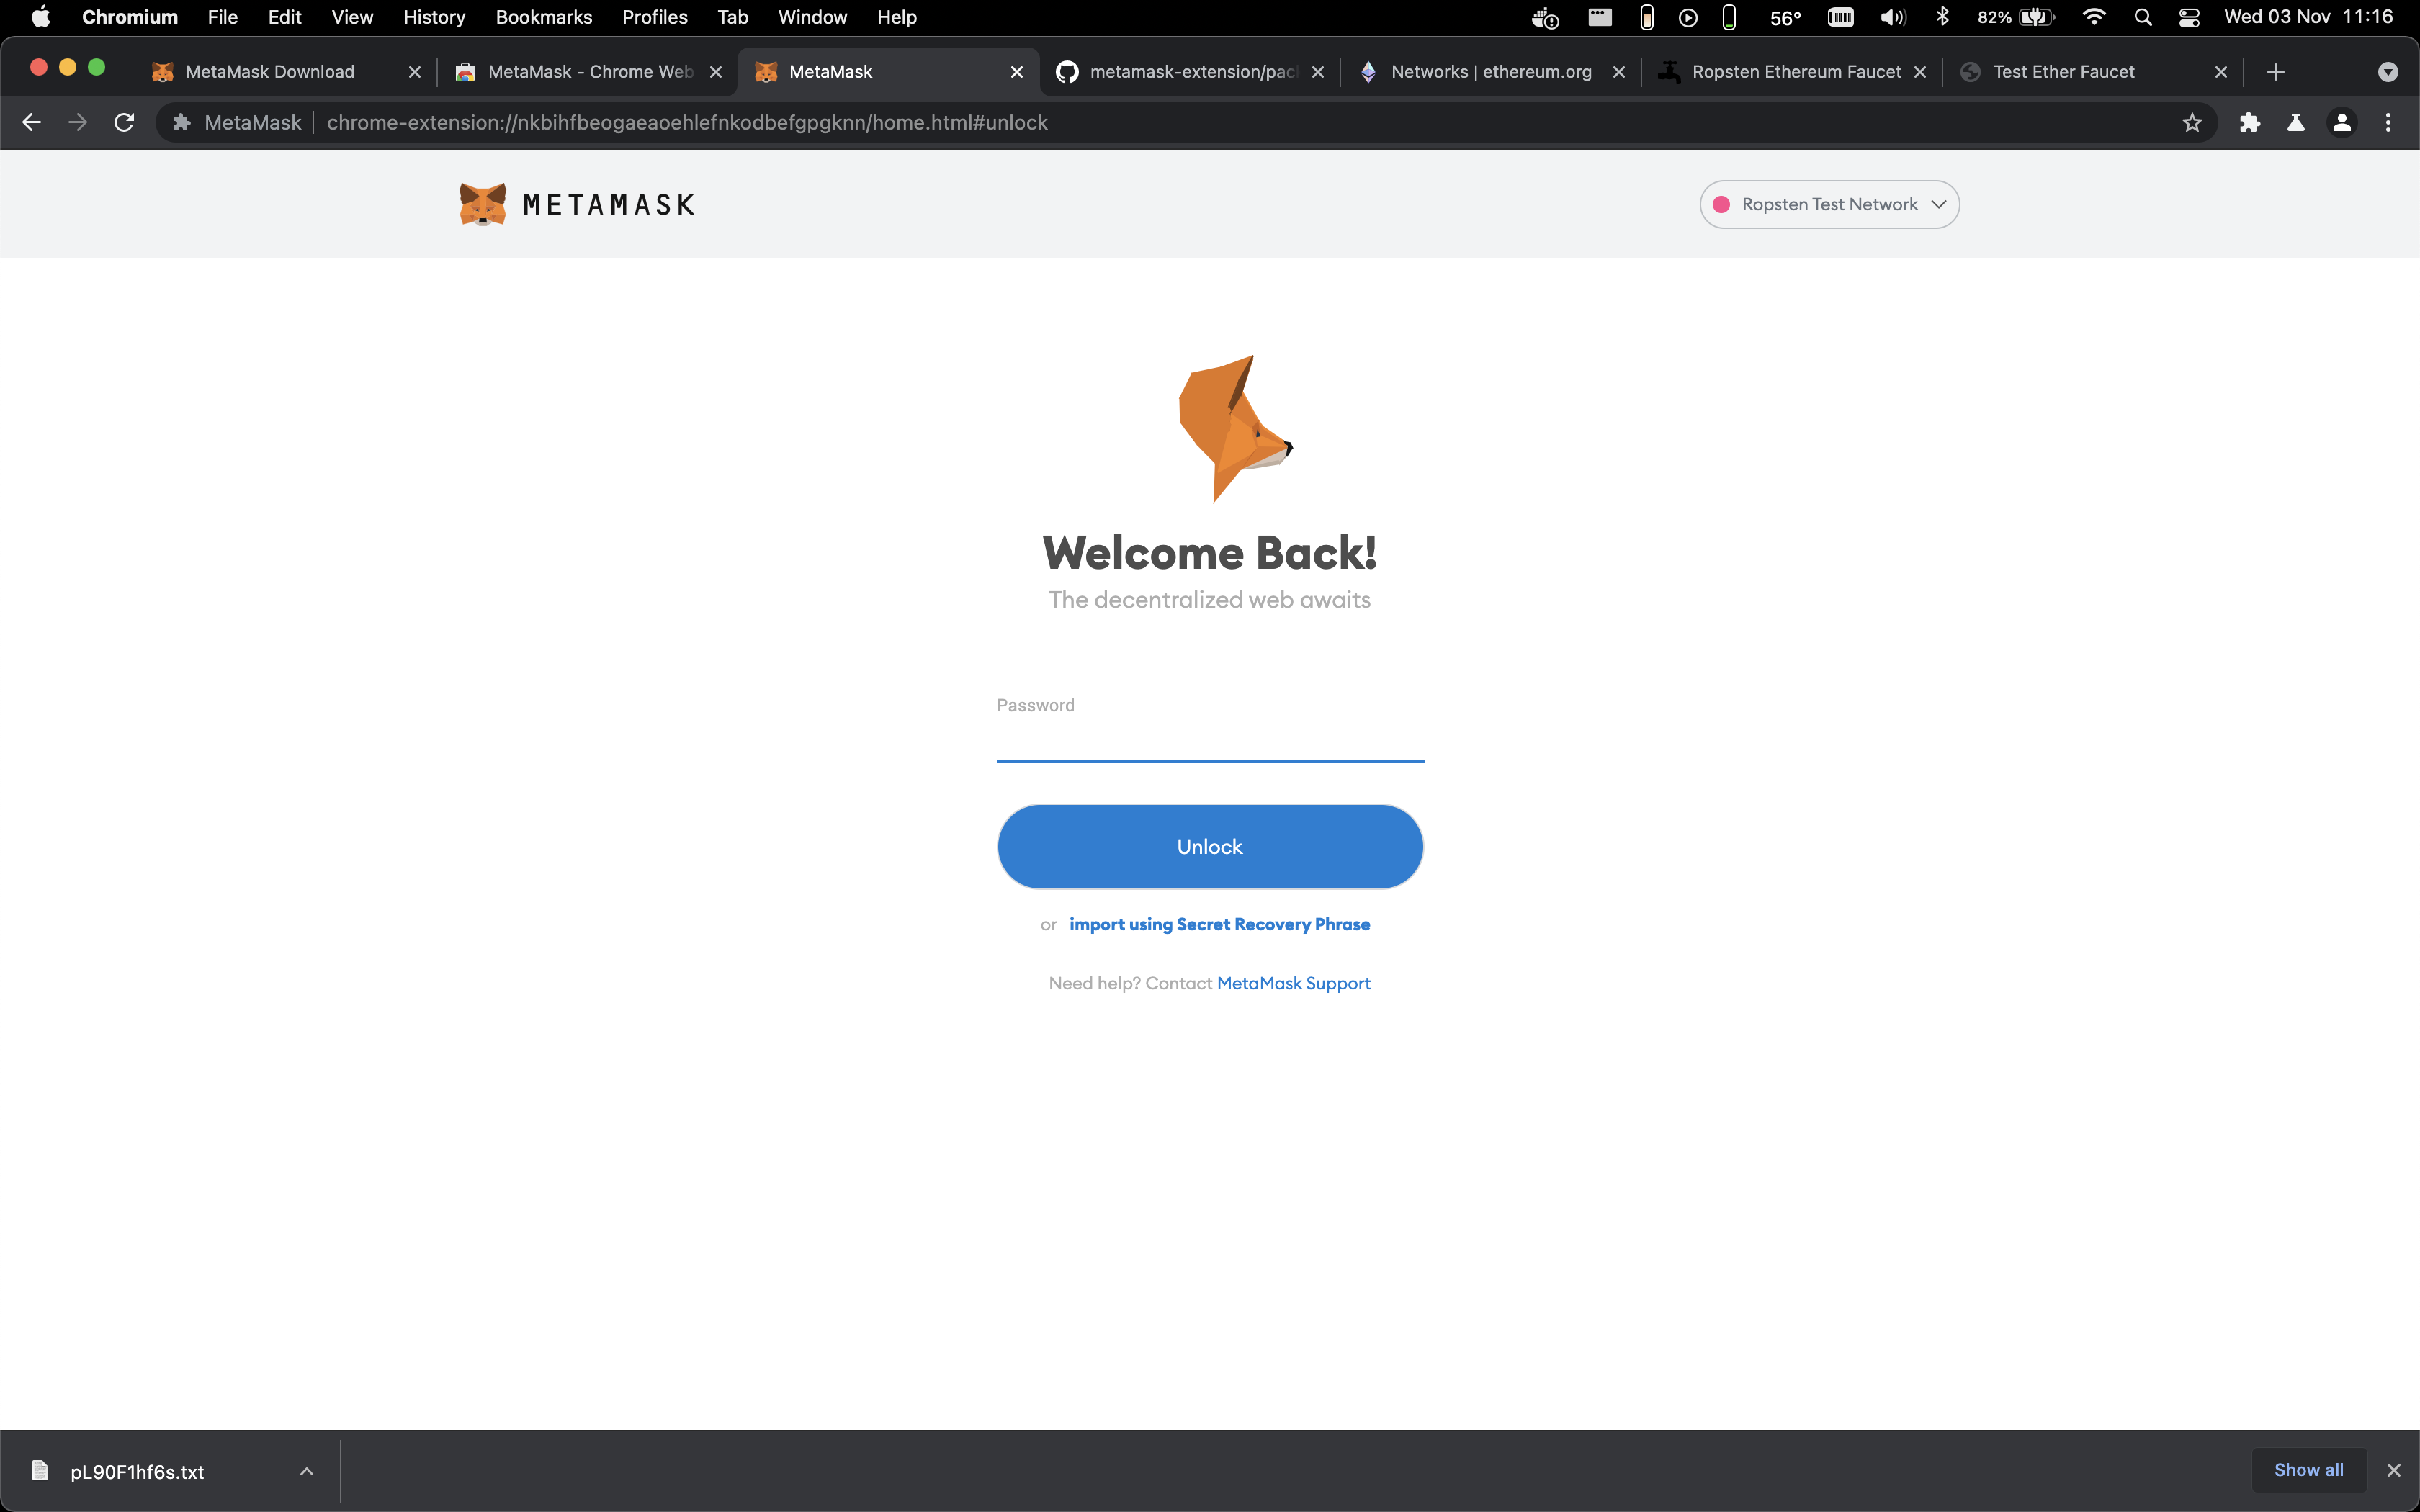 Chromium File Edit View History Bookmarks Profiles Tab Window Help 56° 82% Wed 03 Nov 11:16
MetaMask Download MetaMask - Chrome Web MetaMask metamask-extension/pac Networks | ethereum.org Ropsten Ethereum Faucet Test Ether Faucet
MetaMask chrome-extension://nkbihfbeogaeaoehlefnkodbefgpgknn/home.html#unlock
METAMASK Ropsten Test Network
Welcome Back!
The decentralized web awaits
Password
Unlock
or import using Secret Recovery Phrase
Need help? Contact MetaMask Support
pL90F1hf6s.txt Show all